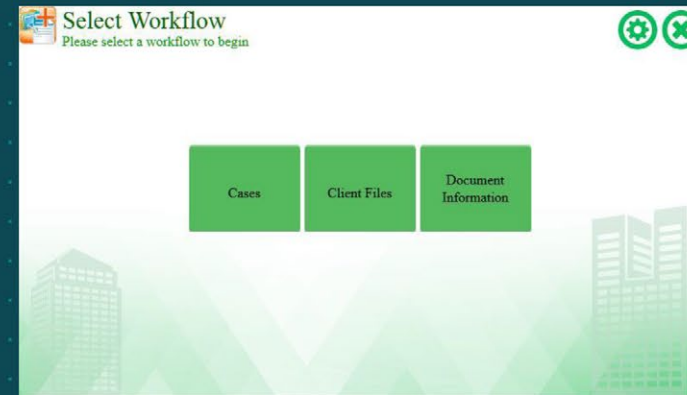 Select Workflow
Please select a workflow to begin
Cases
Client Files
Document
Information